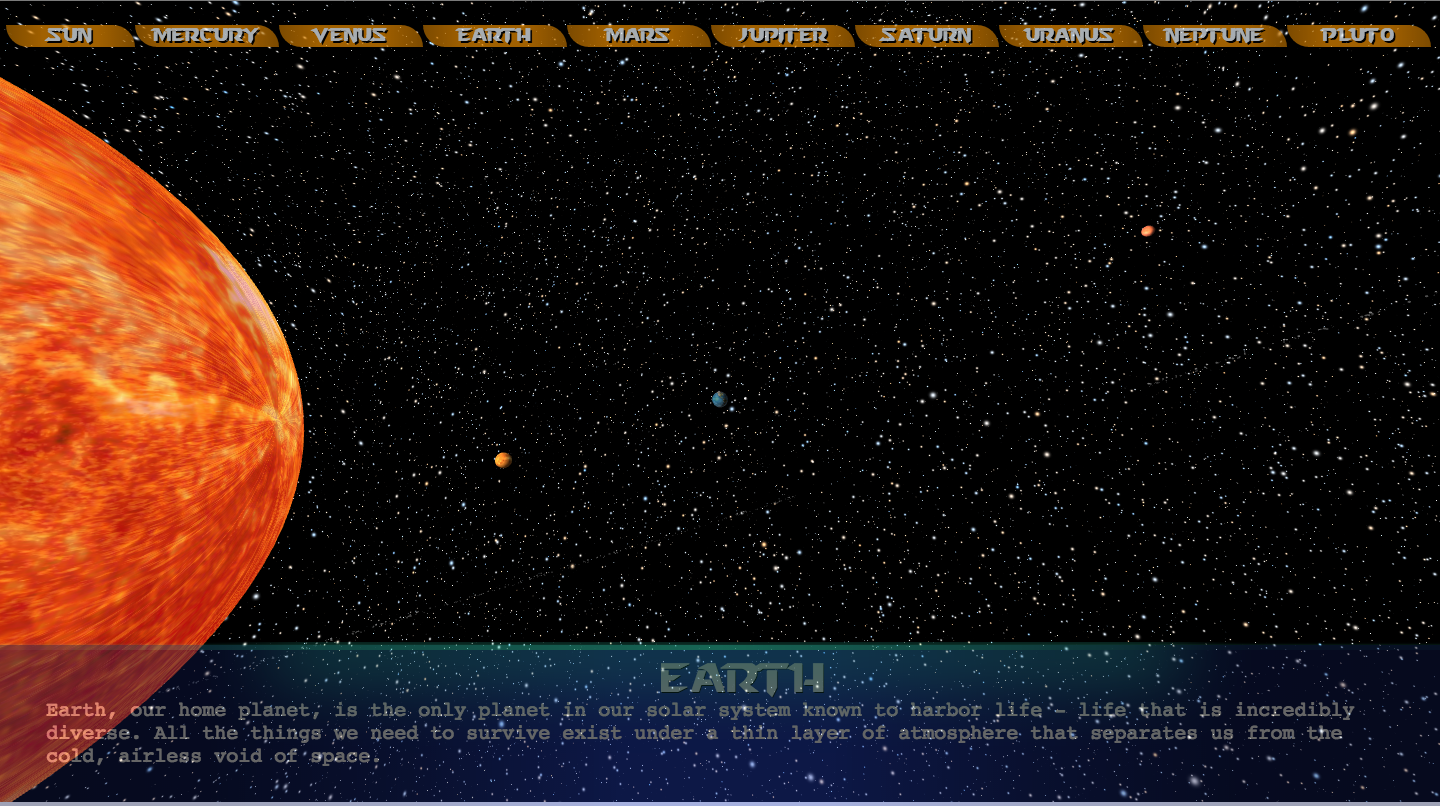 SUN MERCURY VENUS EARTH MARS JUPITER SATURN URANUS NEPTUNE PLUTO
EARTH
Earth, our home planet, is the only planet in our solar system known to harbor life - life that is incredibly
diverse. All the things we need to survive exist under a thin layer of atmosphere that separates us from the
cold, airless void of space.